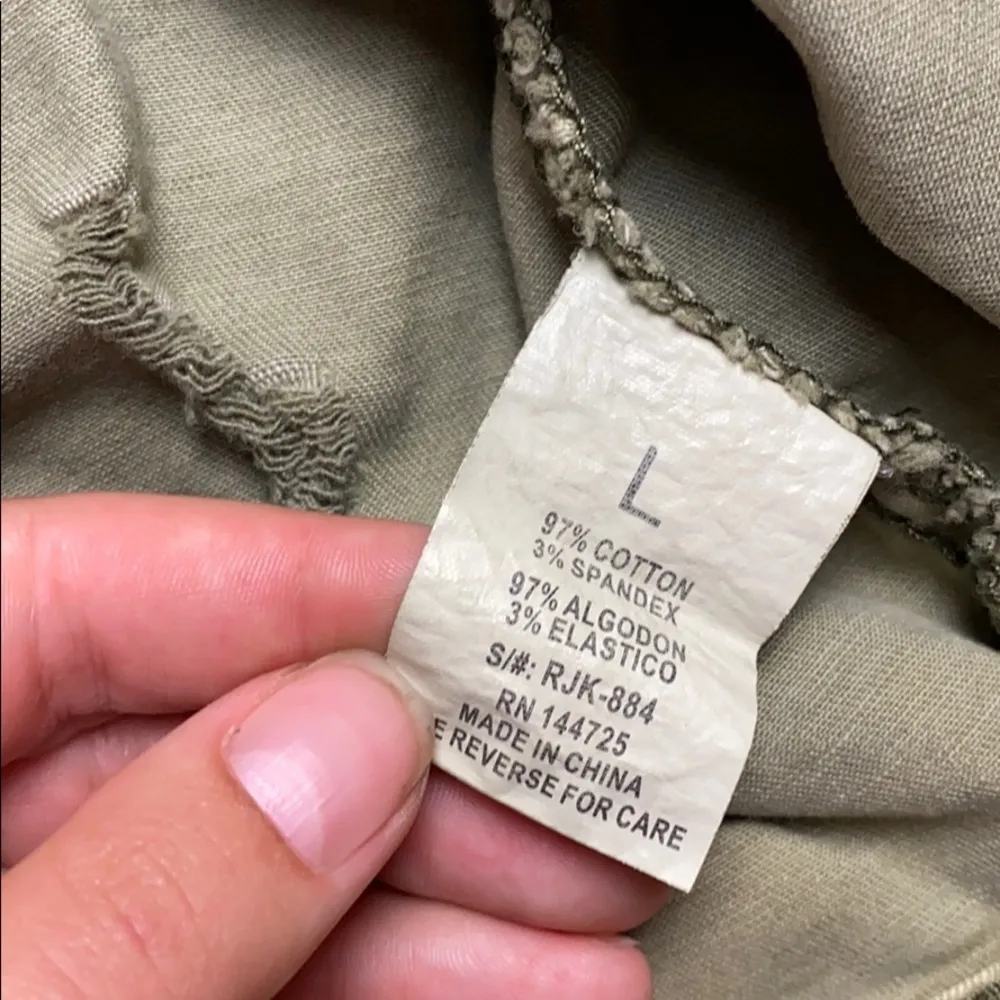 L
97% COTTON
3% SPANDEX
97% ALGODON
3% ELASTICO
S/#: RJK-884
RN 144725
MADE IN CHINA
E REVERSE FOR CARE